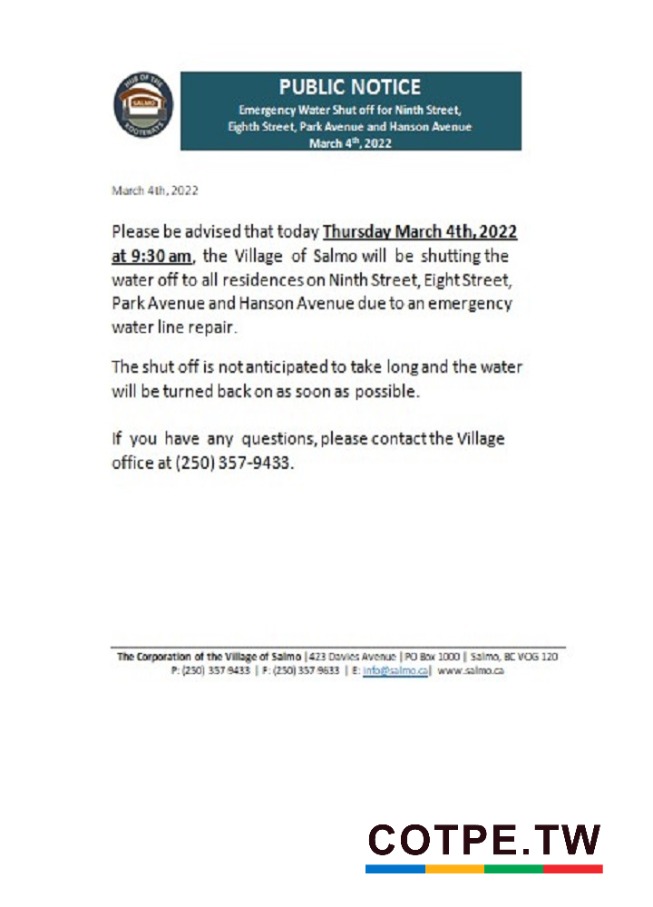 HUB OF THE
SALMO
KOOTENAYS
PUBLIC NOTICE
Emergency Water Shut off for Ninth Street,
Eighth Street, Park Avenue and Hanson Avenue
March 4th, 2022
March 4th, 2022
Please be advised that today Thursday March 4th, 2022
at 9:30 am, the Village of Salmo will be shutting the
water off to all residences on Ninth Street, Eight Street,
Park Avenue and Hanson Avenue due to an emergency
water line repair.
The shut off is not anticipated to take long and the water
will be turned back on as soon as possible.
If you have any questions, please contact the Village
office at (250) 357-9433.
The Corporation of the Village of Salmo | 423 Davies Avenue | PO Box 1000 | Salmo, BC V0G 1Z0
P: (250) 357 9433 | F: (250) 357 9633 | E: info@salmo.ca| www.salmo.ca
COTPE.TW